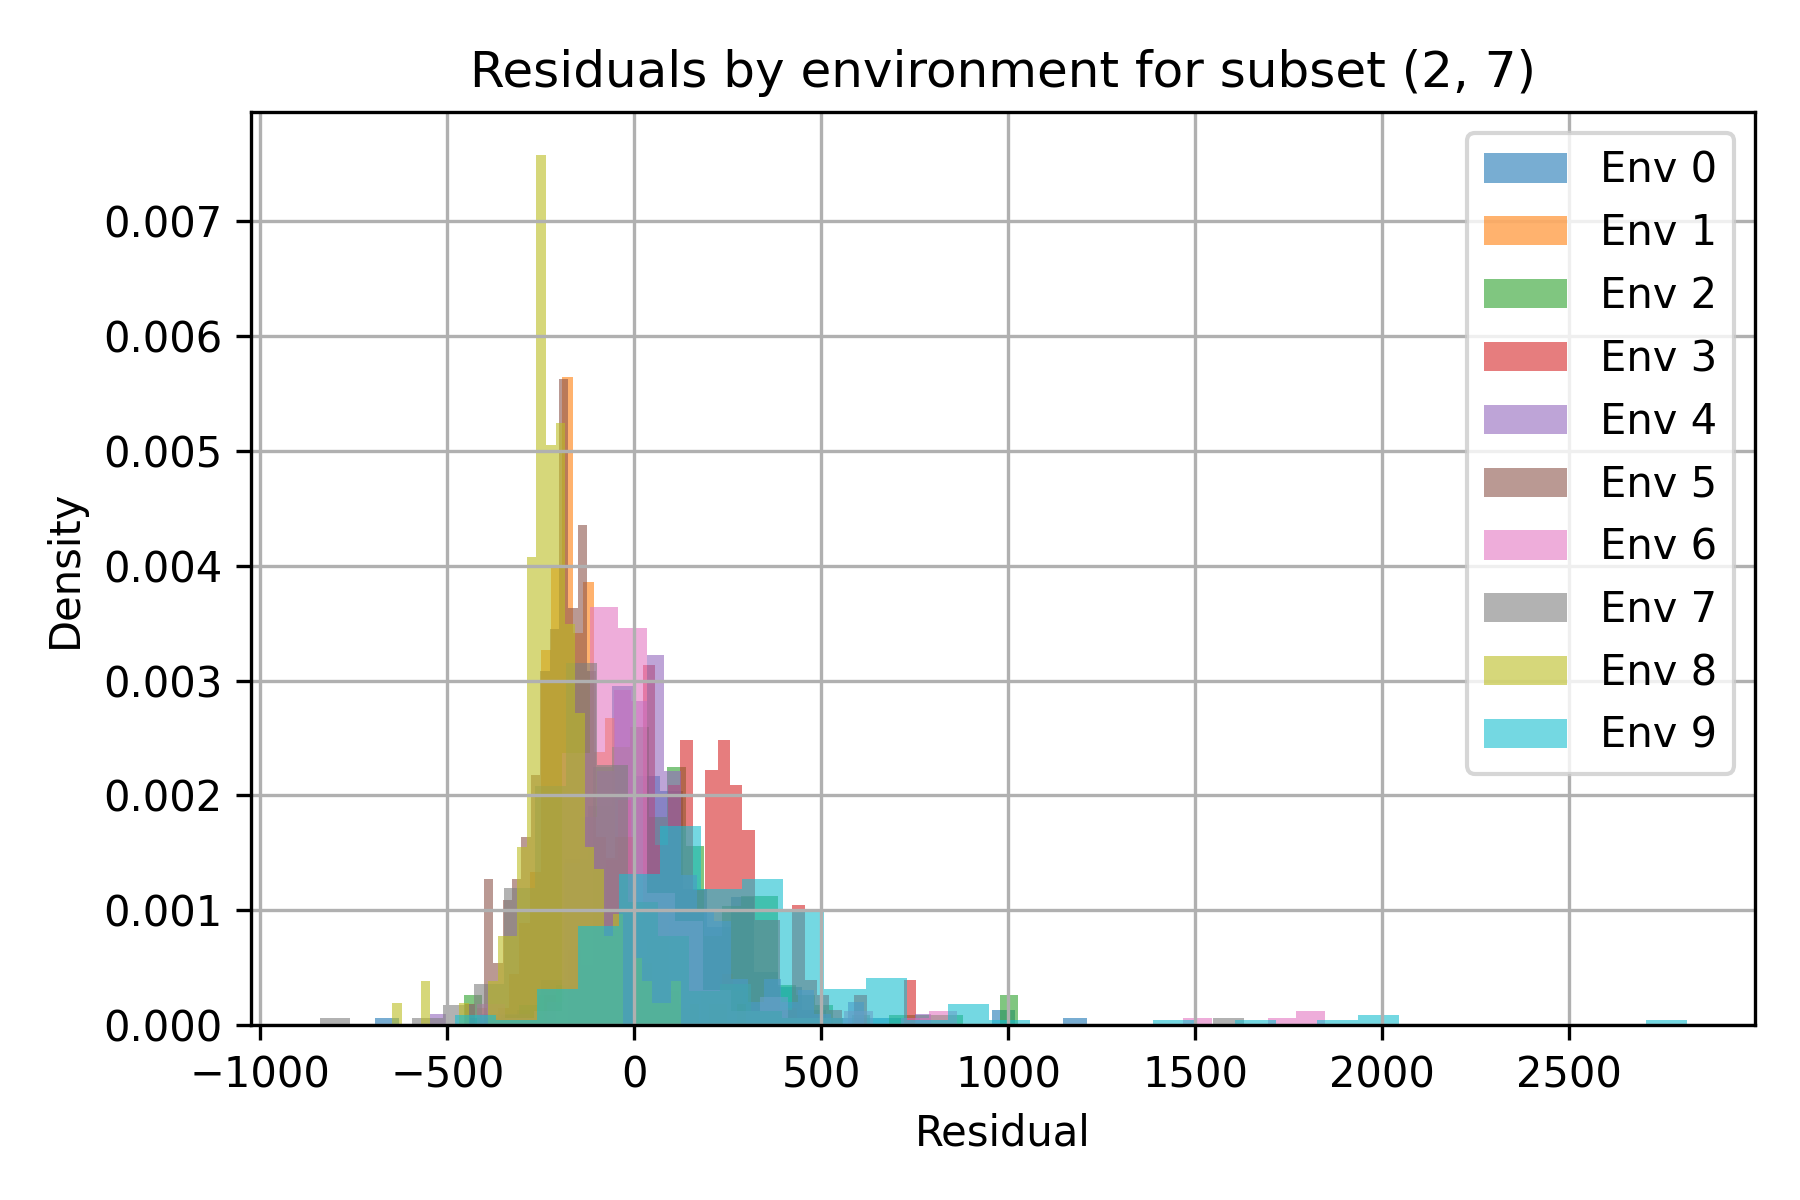 Residuals by environment for subset (2, 7)
Density
0.007
0.006
0.005
0.004
0.003
0.002
0.001
0.000
Env 0
Env 1
Env 2
Env 3
Env 4
Env 5
Env 6
Env 7
Env 8
Env 9
−1000 −500 0 500 1000 1500 2000 2500
Residual